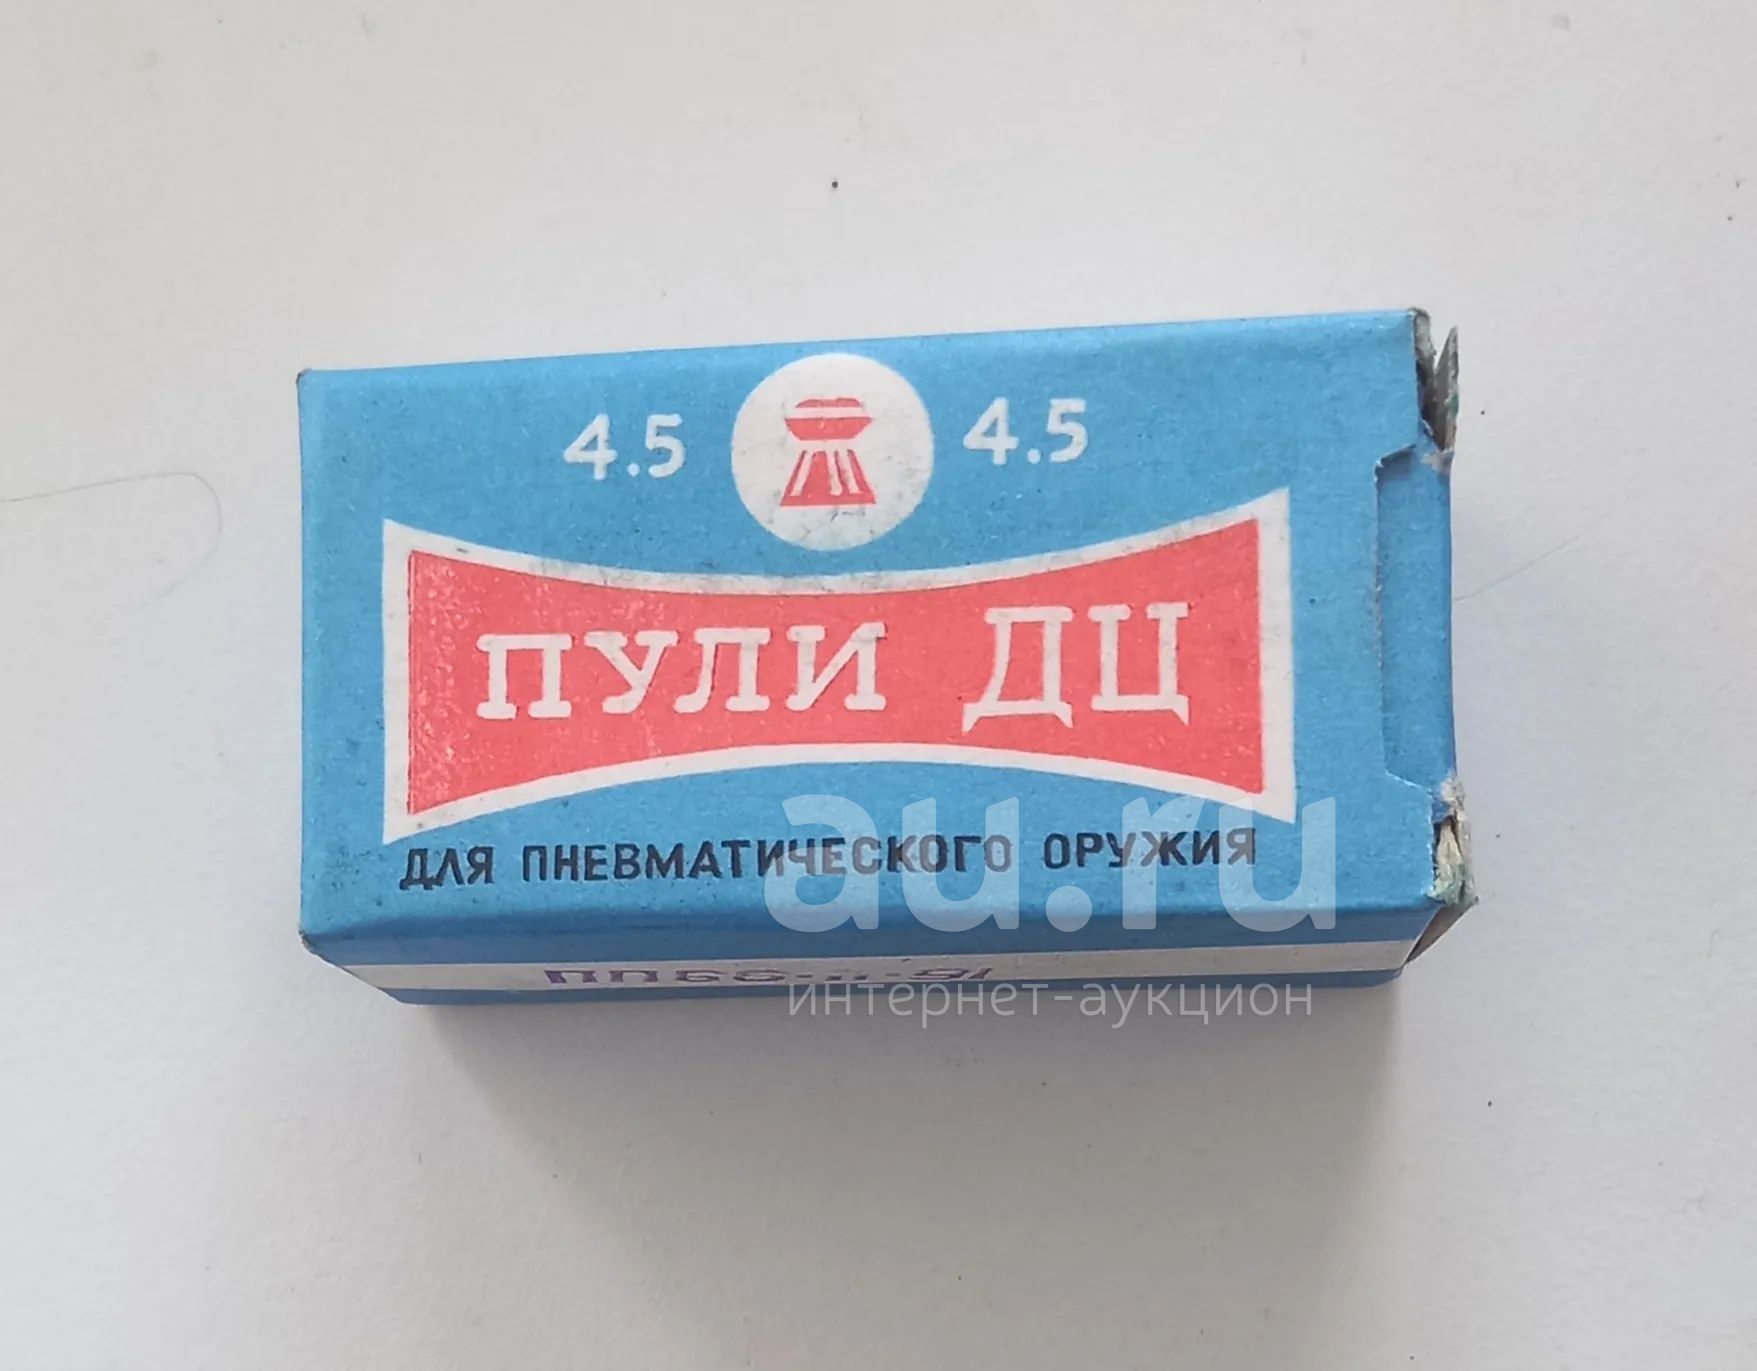 4.5 4.5
ПУЛИ ДЦ
ДЛЯ ПНЕВМАТИЧЕСКОГО ОРУЖИЯ
au.ru
интернет-аукцион